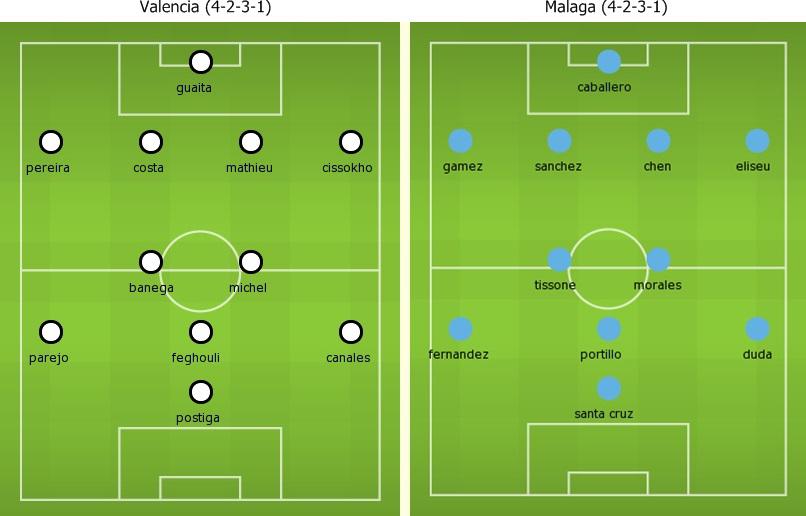 Valencia (4-2-3-1)
guaita
pereira costa mathieu cissokho
banega michel
parejo feghouli canales
postiga
Malaga (4-2-3-1)
caballero
gamez sanchez chen eliseu
tissone morales
fernandez portillo duda
santa cruz